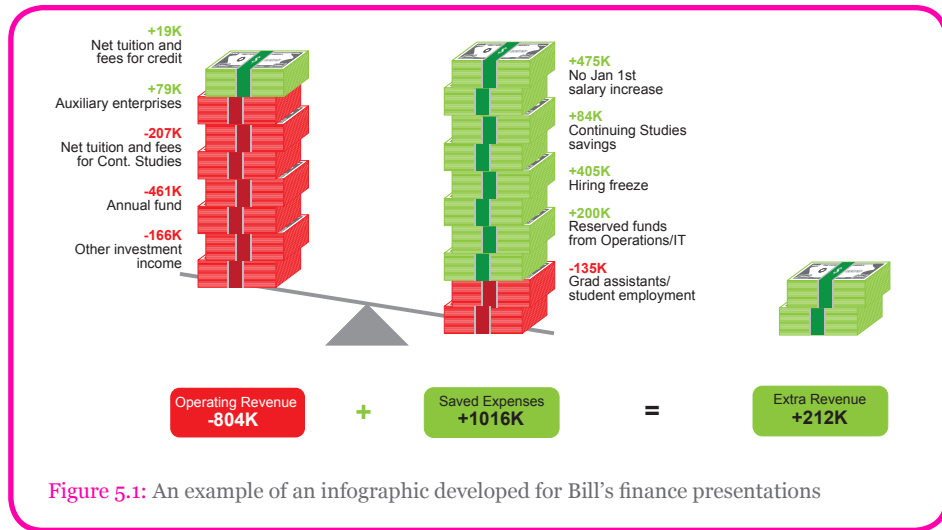 +19K
Net tuition and
fees for credit
+79K
Auxiliary enterprises
-207K
Net tuition and fees
for Cont. Studies
-461K
Annual fund
-166K
Other investment
income
+475K
No Jan 1st
salary increase
+84K
Continuing Studies
savings
+405K
Hiring freeze
+200K
Reserved funds
from Operations/IT
-135K
Grad assistants/
student employment
Operating Revenue
-804K
+
Saved Expenses
+1016K
=
Extra Revenue
+212K
Figure 5.1: An example of an infographic developed for Bill’s finance presentations